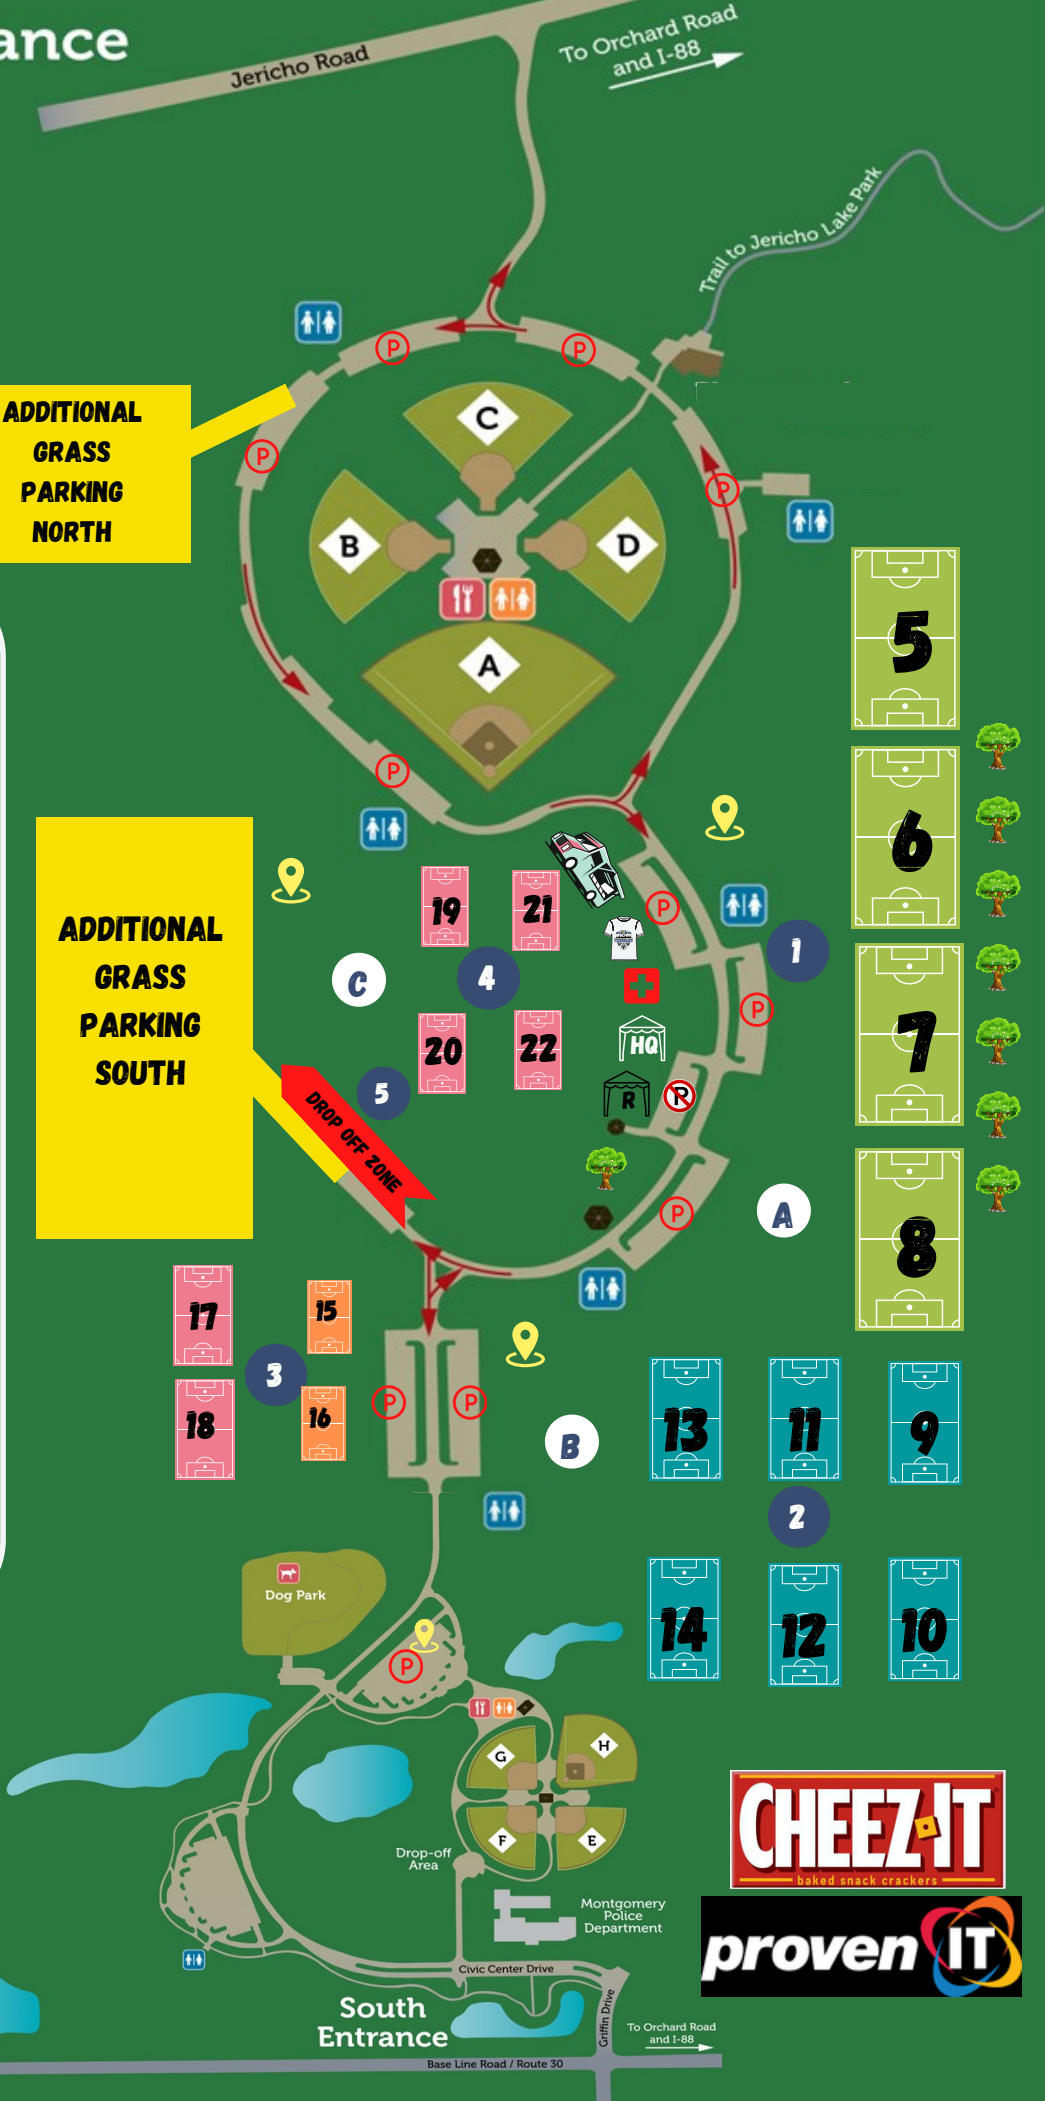 ance
Jericho Road
To Orchard Road
and I-88
Trail to Jericho Lake Park
P
P
ADDITIONAL
GRASS
PARKING
NORTH
C
P
P
B
D
A
5
P
6
19
21
P
1
C
4
ADDITIONAL
GRASS
PARKING
SOUTH
7
P
20
22
HQ
5
R
P
DROP OFF ZONE
A
P
8
17
15
3
18
16
P
P
B
13
11
9
2
Dog Park
14
12
10
P
G
H
F
E
Drop-off
Area
CHEEZ-IT
baked snack crackers
Montgomery
Police
Department
proven IT
Civic Center Drive
South
Entrance
Griffin Drive
To Orchard Road
and I-88
Base Line Road / Route 30